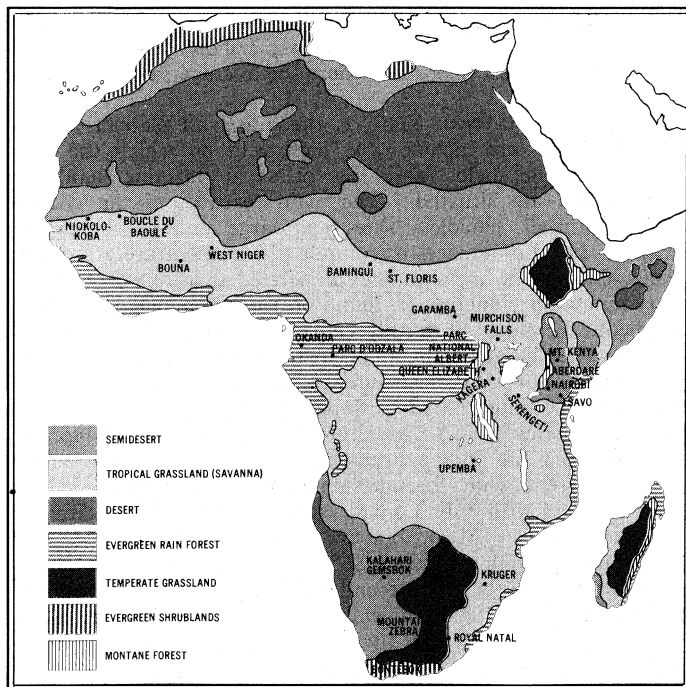 NIOKOLO-
KOBA
BOUCLÉ DU
BAOULÉ
WEST NIGER
BOUNA
BAMINGUI
ST. FLORIS
GARAMBA
MURCHISON
FALLS
OKANDA
PARC D'ODZALA
PARC
NATIONAL
ALBERT
QUEEN ELIZABETH
KAGERA
MT. KENYA
ABERDARE
NAIROBI
TSAVO
SERENGETI
UPEMBA
SEMIDESERT
TROPICAL GRASSLAND (SAVANNA)
DESERT
EVERGREEN RAIN FOREST
TEMPERATE GRASSLAND
EVERGREEN SHRUBLANDS
MONTANE FOREST
KALAHARI
GEMSBOK
KRUGER
MOUNTAIN
ZEBRA
ROYAL NATAL